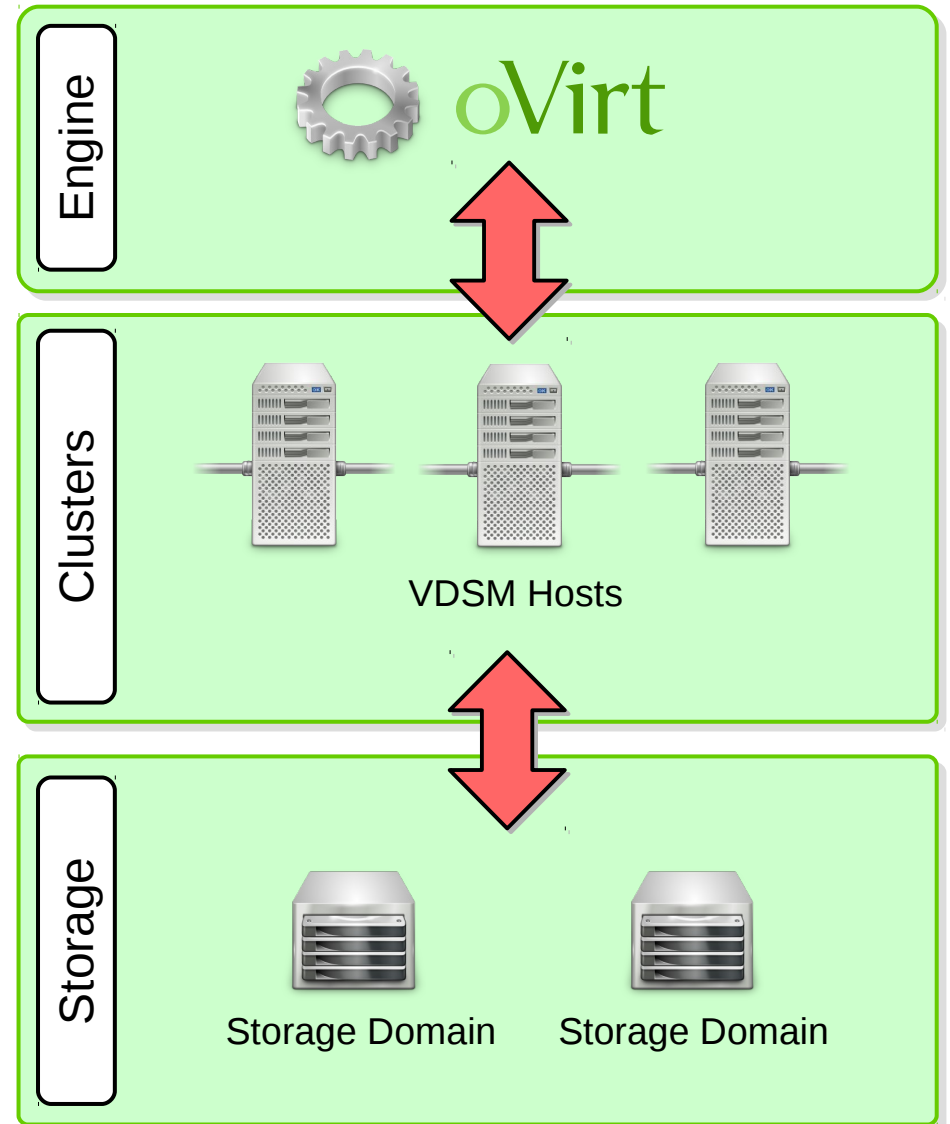 Engine
oVirt
Clusters
VDSM Hosts
Storage
Storage Domain
Storage Domain